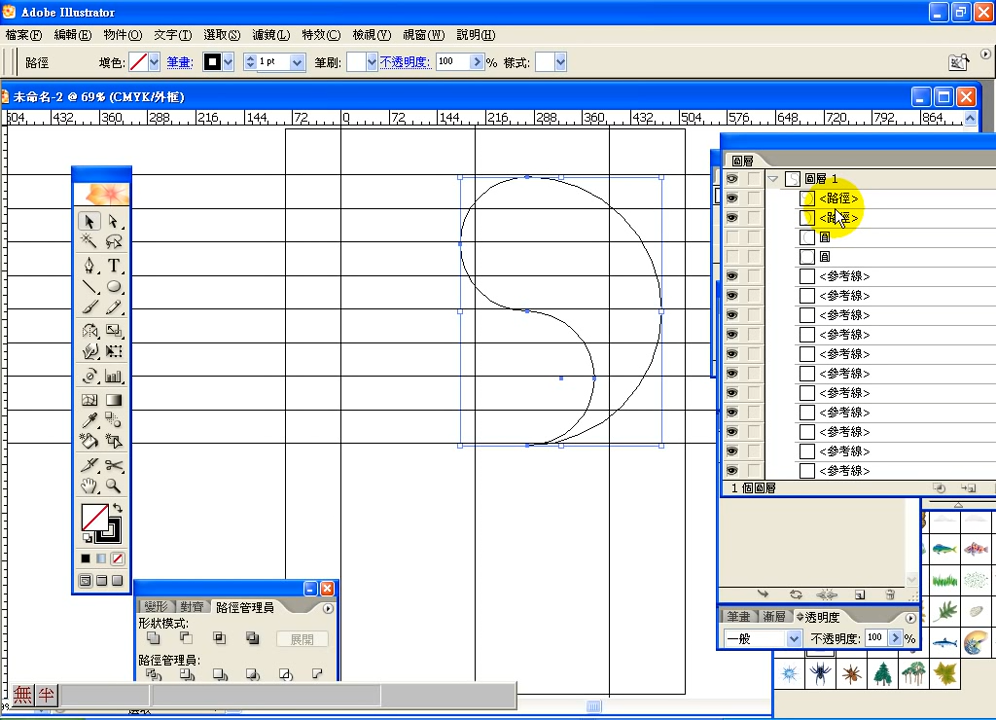 Adobe Illustrator
檔案(F) 編輯(E) 物件(O) 文字(T) 選取(S) 濾鏡(L) 特效(C) 檢視(Y) 視窗(W) 說明(H)
路徑 填色: 筆畫: 1 pt 筆刷: 不透明度: 100 % 樣式:
未命名-2 @ 69% (CMYK/外框)
504 432 360 288 216 144 72 0 72 144 216 288 360 432 504 576 648 720 792 864
圖層
圖層 1
<路徑>
<路徑>
圓
圓
<參考線>
<參考線>
<參考線>
<參考線>
<參考線>
<參考線>
<參考線>
<參考線>
<參考線>
<參考線>
<參考線>
1 個圖層
變形 對齊 路徑管理員
形狀模式:
展開
路徑管理員:
筆畫 漸層 透明度
一般 不透明度: 100 %
無 半